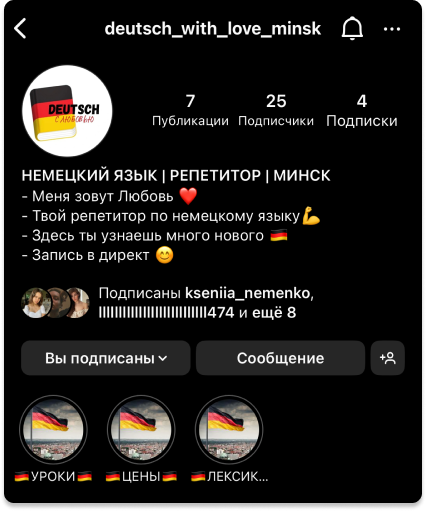 deutsch_with_love_minsk
DEUTSCH
С ЛЮБОВЬЮ
7 25 4
Публикации Подписчики Подписки
НЕМЕЦКИЙ ЯЗЫК | РЕПЕТИТОР | МИНСК
- Меня зовут Любовь ❤️
- Твой репетитор по немецкому языку💪
- Здесь ты узнаешь много нового 🇩🇪
- Запись в директ 😊
Подписаны kseniia_nemenko,
и ещё 8
Вы подписаны Сообщение
🇩🇪УРОКИ🇩🇪 🇩🇪ЦЕНЫ🇩🇪 🇩🇪ЛЕКСИК...